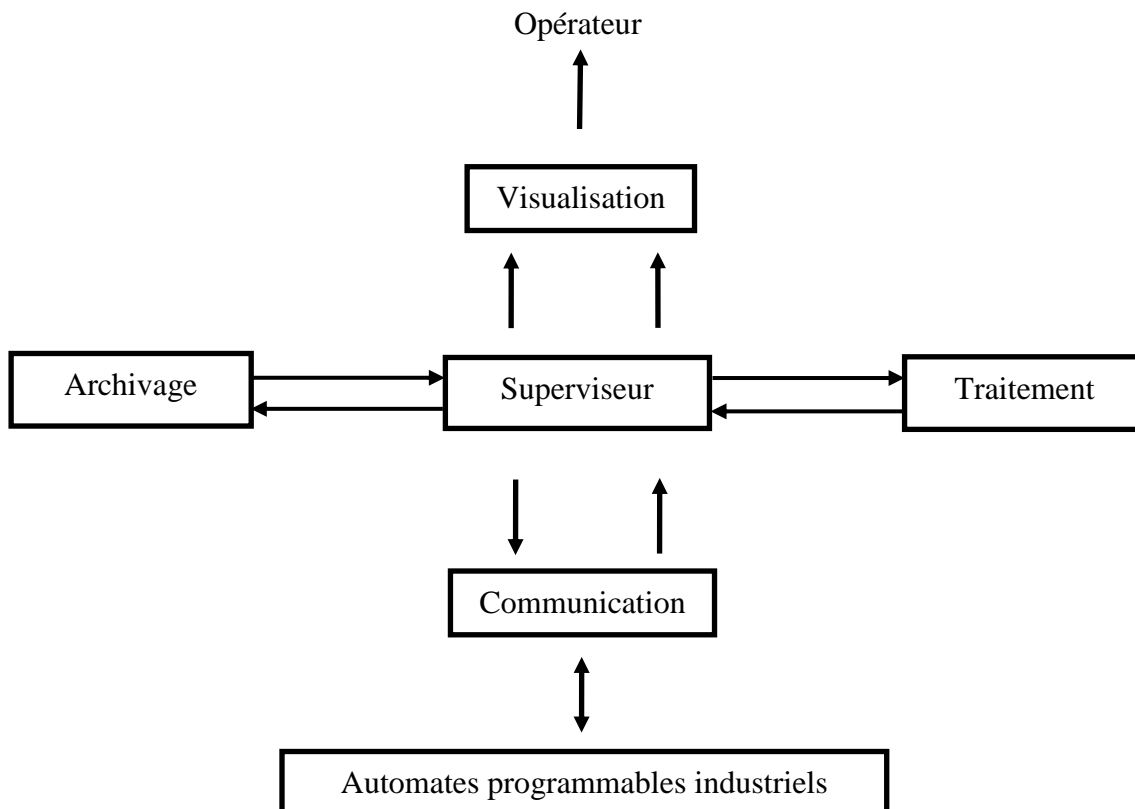 Opérateur
Visualisation
Archivage
Superviseur
Traitement
Communication
Automates programmables industriels